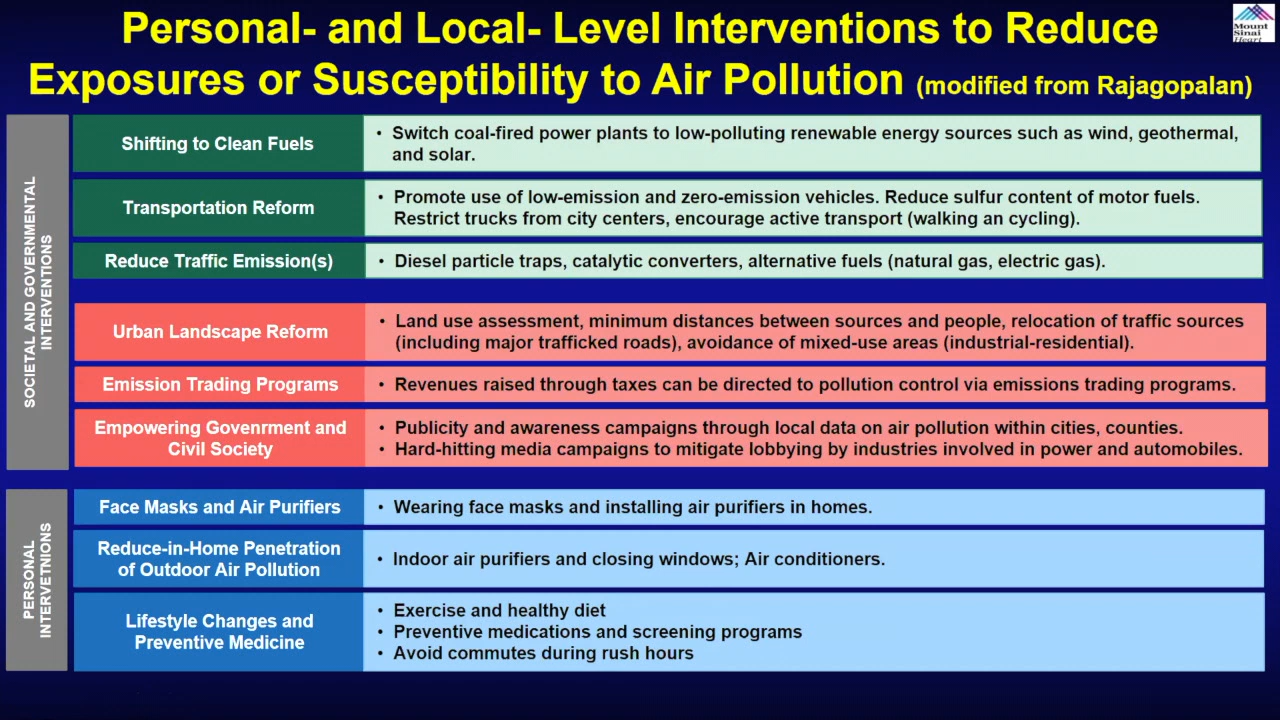 Personal- and Local- Level Interventions to Reduce
Exposures or Susceptibility to Air Pollution (modified from Rajagopalan)
Mount
Sinai
Heart
SOCIETAL AND GOVERNMENTAL
INTERVENTIONS
Shifting to Clean Fuels
• Switch coal-fired power plants to low-polluting renewable energy sources such as wind, geothermal,
and solar.
Transportation Reform
• Promote use of low-emission and zero-emission vehicles. Reduce sulfur content of motor fuels.
Restrict trucks from city centers, encourage active transport (walking an cycling).
Reduce Traffic Emission(s)
• Diesel particle traps, catalytic converters, alternative fuels (natural gas, electric gas).
Urban Landscape Reform
• Land use assessment, minimum distances between sources and people, relocation of traffic sources
(including major trafficked roads), avoidance of mixed-use areas (industrial-residential).
Emission Trading Programs
• Revenues raised through taxes can be directed to pollution control via emissions trading programs.
Empowering Govenrment and
Civil Society
• Publicity and awareness campaigns through local data on air pollution within cities, counties.
• Hard-hitting media campaigns to mitigate lobbying by industries involved in power and automobiles.
PERSONAL
INTERVETNIONS
Face Masks and Air Purifiers
• Wearing face masks and installing air purifiers in homes.
Reduce-in-Home Penetration
of Outdoor Air Pollution
• Indoor air purifiers and closing windows; Air conditioners.
Lifestyle Changes and
Preventive Medicine
• Exercise and healthy diet
• Preventive medications and screening programs
• Avoid commutes during rush hours